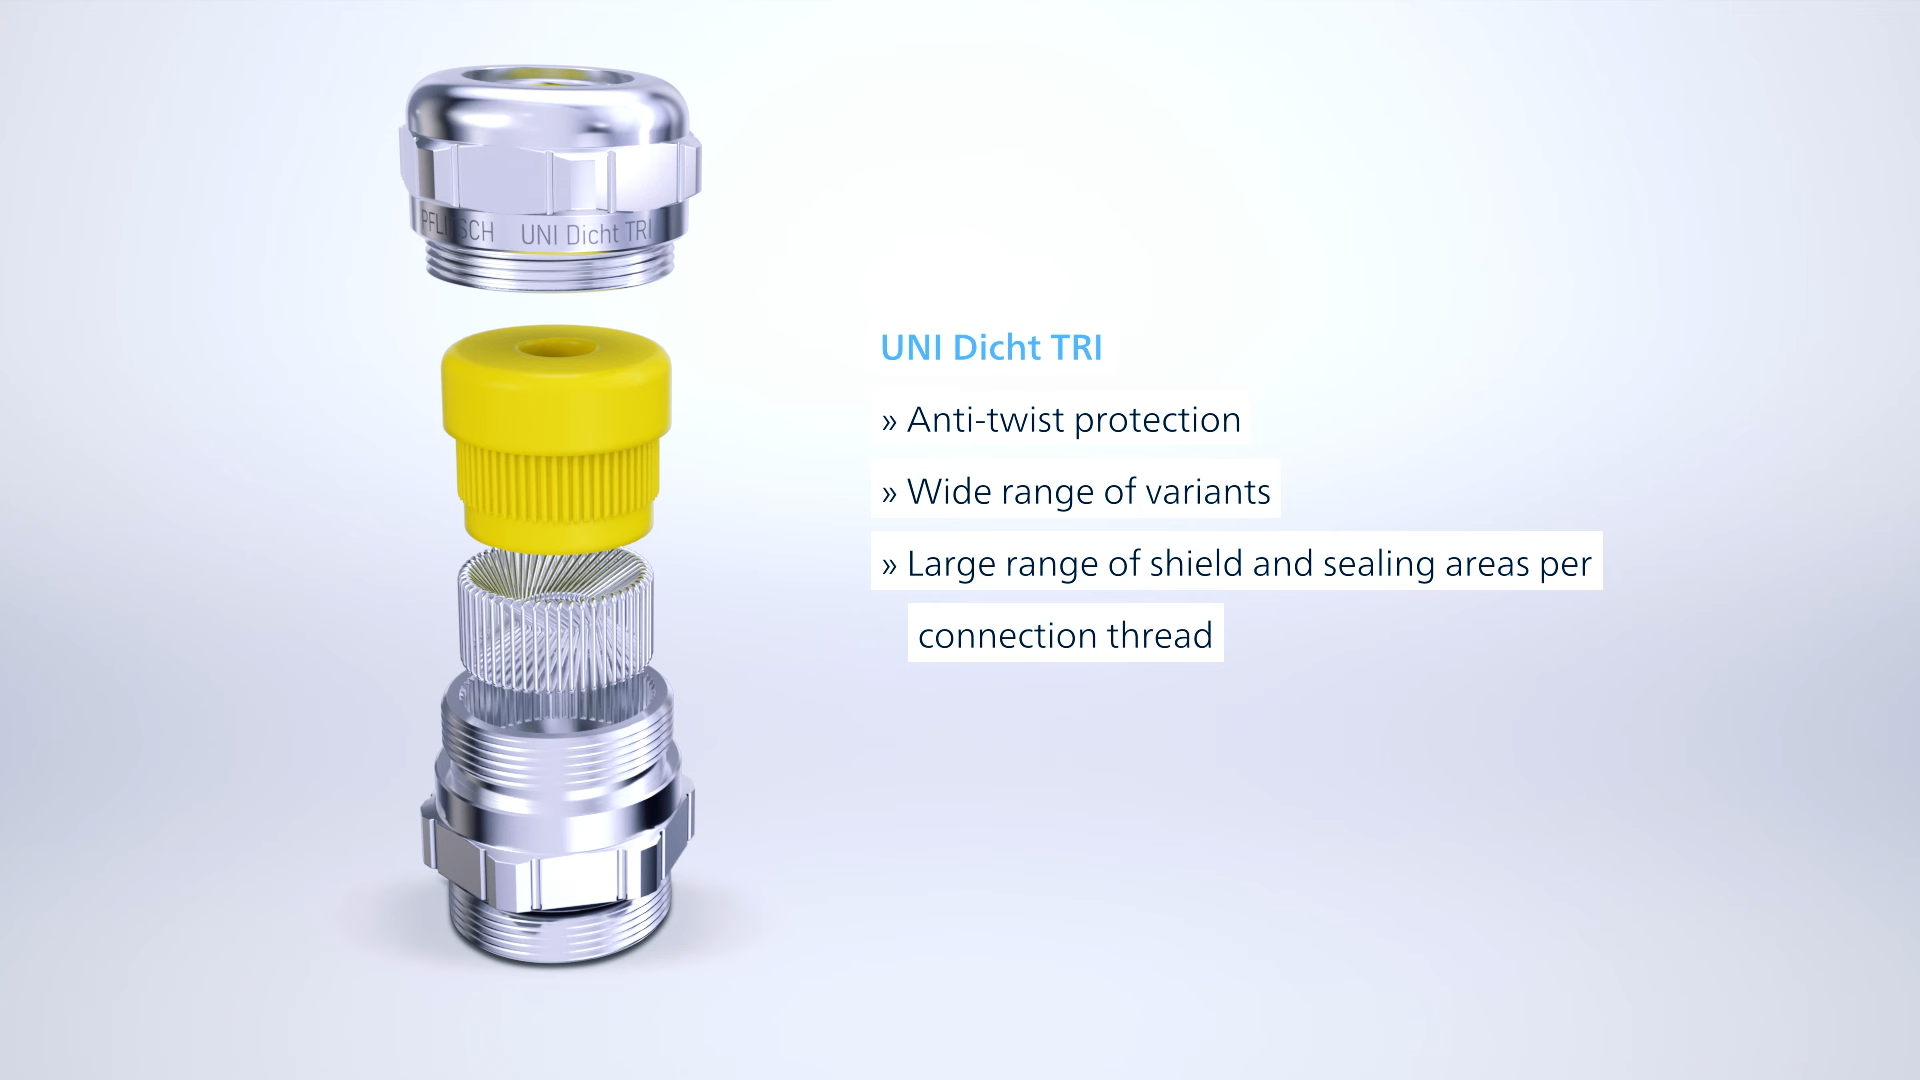 PFLITSCH UNI Dicht TRI
UNI Dicht TRI
» Anti-twist protection
» Wide range of variants
» Large range of shield and sealing areas per
connection thread